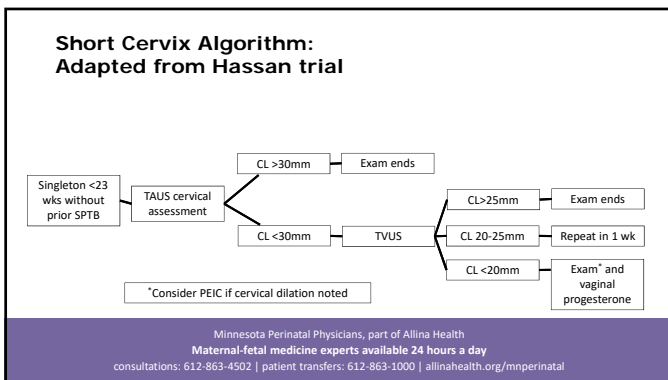 Short Cervix Algorithm:
Adapted from Hassan trial
Singleton <23
wks without
prior SPTB
TAUS cervical
assessment
CL >30mm
Exam ends
CL <30mm
TVUS
CL>25mm
Exam ends
CL 20-25mm
Repeat in 1 wk
CL <20mm
Exam* and
vaginal
progesterone
*Consider PEIC if cervical dilation noted
Minnesota Perinatal Physicians, part of Allina Health
Maternal-fetal medicine experts available 24 hours a day
consultations: 612-863-4502 | patient transfers: 612-863-1000 | allinahealth.org/mnperinatal